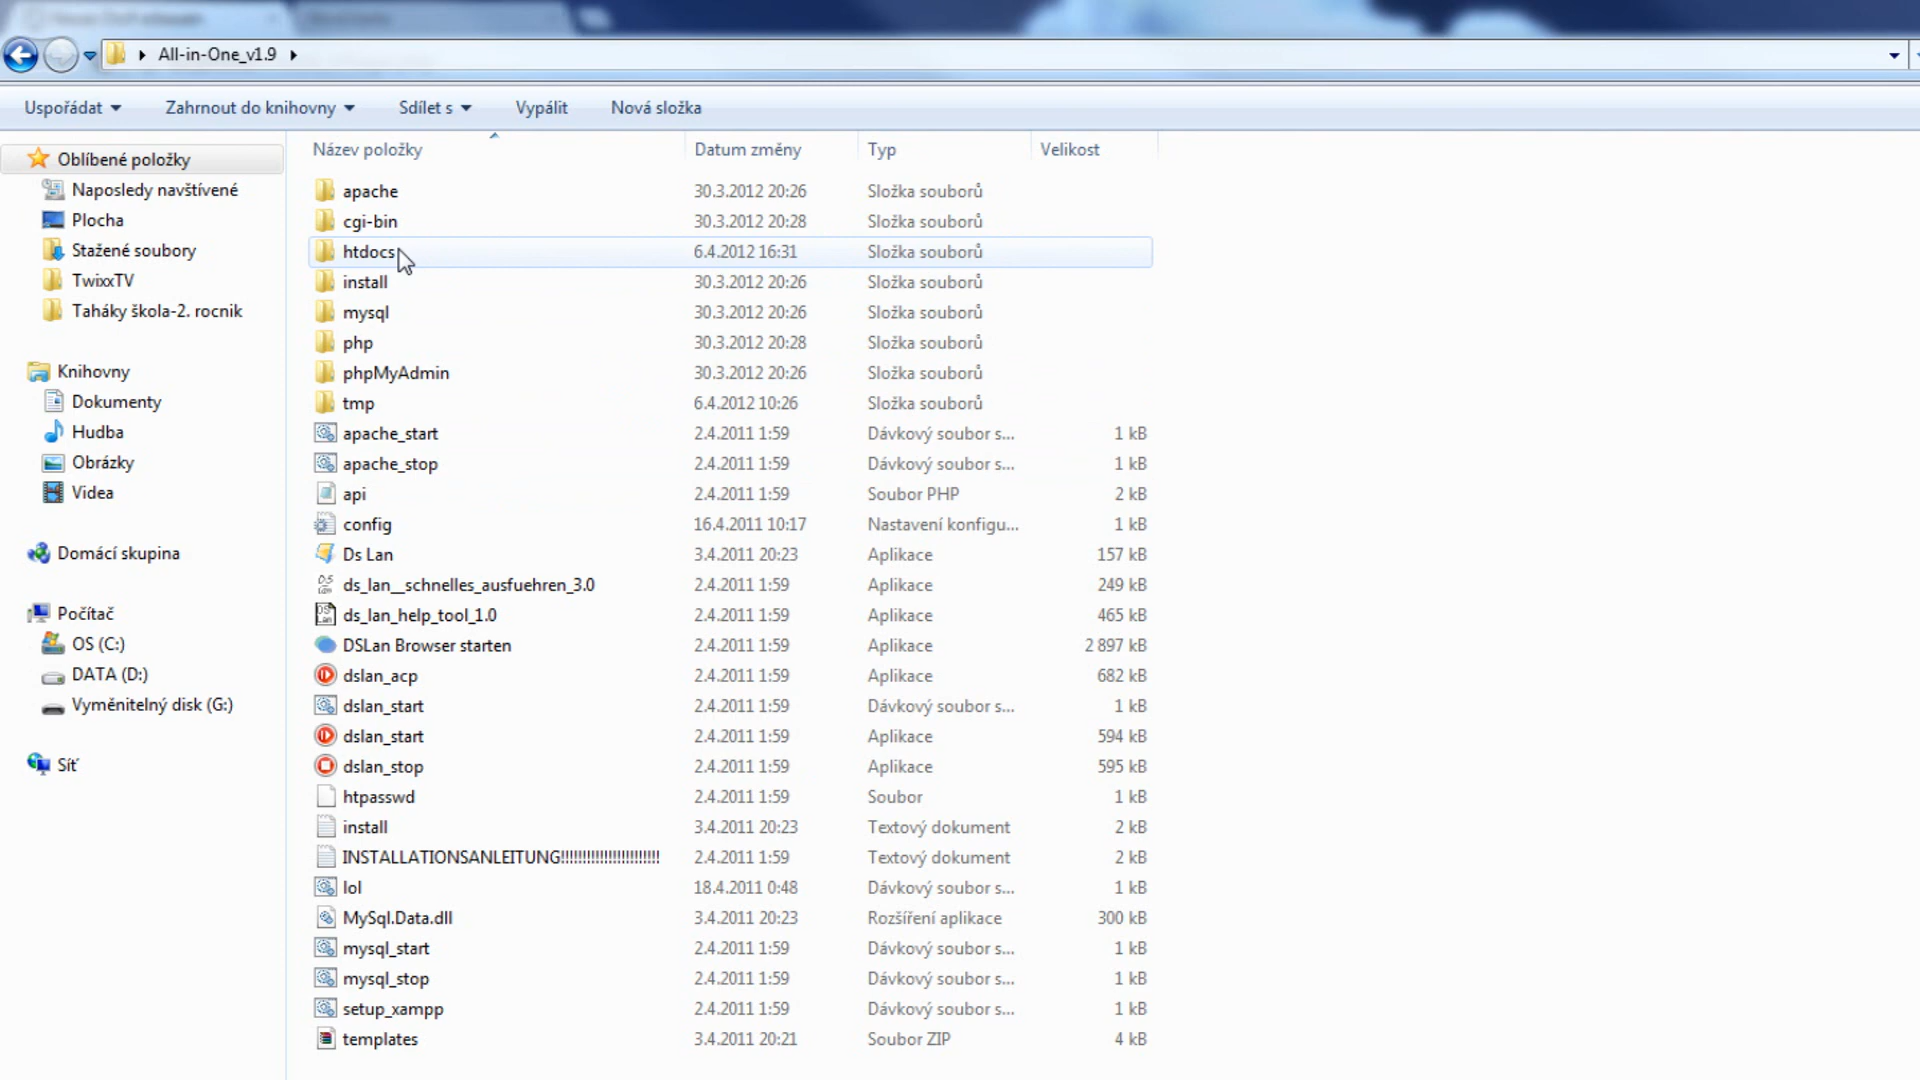 All-in-One_v1.9
Uspořádat Zahrnout do knihovny Sdílet s Vypálit Nová složka
Název položky Datum změny Typ Velikost
Oblíbené položky
Naposledy navštívené
Plocha
Stažené soubory
TwixxTV
Taháky škola-2. rocnik
Knihovny
Dokumenty
Hudba
Obrázky
Videa
Domácí skupina
Počítač
OS (C:)
DATA (D:)
Vyměnitelný disk (G:)
Síť
apache 30.3.2012 20:26 Složka souborů
cgi-bin 30.3.2012 20:28 Složka souborů
htdocs 6.4.2012 16:31 Složka souborů
install 30.3.2012 20:26 Složka souborů
mysql 30.3.2012 20:26 Složka souborů
php 30.3.2012 20:28 Složka souborů
phpMyAdmin 30.3.2012 20:26 Složka souborů
tmp 6.4.2012 10:26 Složka souborů
apache_start 2.4.2011 1:59 Dávkový soubor s... 1 kB
apache_stop 2.4.2011 1:59 Dávkový soubor s... 1 kB
api 2.4.2011 1:59 Soubor PHP 2 kB
config 16.4.2011 10:17 Nastavení konfigu... 1 kB
Ds Lan 3.4.2011 20:23 Aplikace 157 kB
ds_lan__schnelles_ausfuehren_3.0 2.4.2011 1:59 Aplikace 249 kB
ds_lan_help_tool_1.0 2.4.2011 1:59 Aplikace 465 kB
DSLan Browser starten 2.4.2011 1:59 Aplikace 2 897 kB
dslan_acp 2.4.2011 1:59 Aplikace 682 kB
dslan_start 2.4.2011 1:59 Dávkový soubor s... 1 kB
dslan_start 2.4.2011 1:59 Aplikace 594 kB
dslan_stop 2.4.2011 1:59 Aplikace 595 kB
htpasswd 2.4.2011 1:59 Soubor 1 kB
install 3.4.2011 20:23 Textový dokument 2 kB
INSTALLATIONSANLEITUNG!!!!!!!!!!!!!!!!!!!!!!! 2.4.2011 1:59 Textový dokument 2 kB
lol 18.4.2011 0:48 Dávkový soubor s... 1 kB
MySql.Data.dll 3.4.2011 20:23 Rozšíření aplikace 300 kB
mysql_start 2.4.2011 1:59 Dávkový soubor s... 1 kB
mysql_stop 2.4.2011 1:59 Dávkový soubor s... 1 kB
setup_xampp 2.4.2011 1:59 Dávkový soubor s... 1 kB
templates 3.4.2011 20:21 Soubor ZIP 4 kB